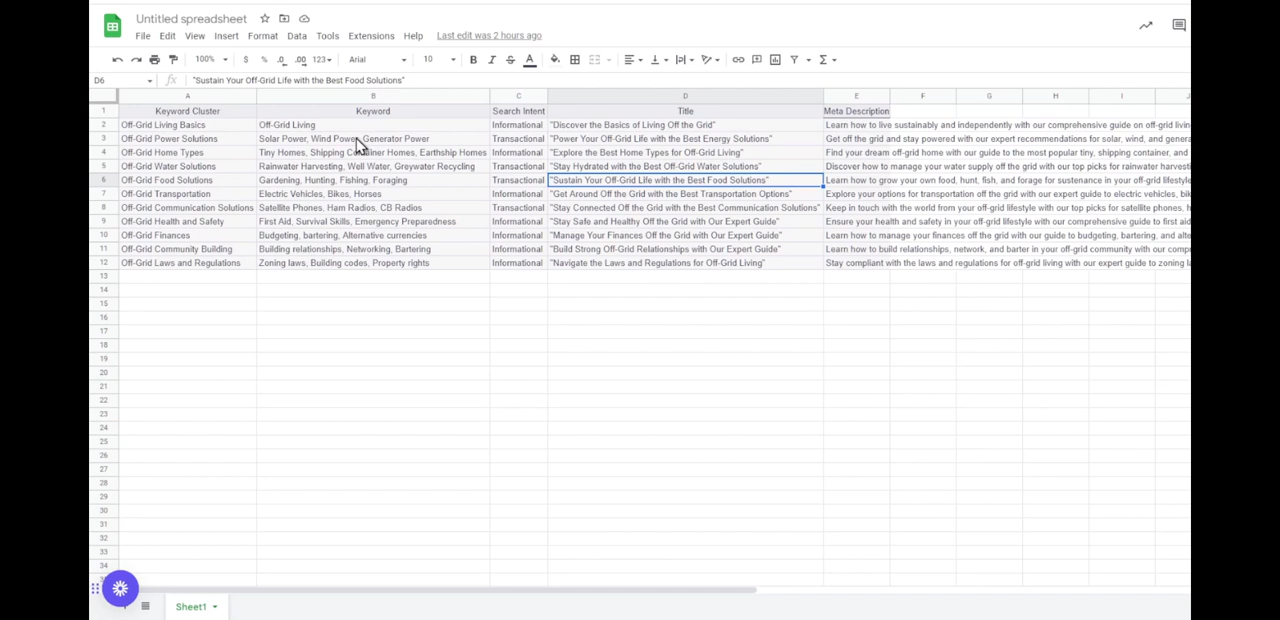 Untitled spreadsheet
File Edit View Insert Format Data Tools Extensions Help Last edit was 2 hours ago
100% $ % .0 .00 123 Arial 10 B I S A
D6 fx "Sustain Your Off-Grid Life with the Best Food Solutions"
A B C D E F G H I J
1 Keyword Cluster Keyword Search Intent Title Meta Description
2 Off-Grid Living Basics Off-Grid Living Informational "Discover the Basics of Living Off the Grid" Learn how to live sustainably and independently with our comprehensive guide on off-grid livin
3 Off-Grid Power Solutions Solar Power, Wind Power, Generator Power Transactional "Power Your Off-Grid Life with the Best Energy Solutions" Get off the grid and stay powered with our expert recommendations for solar, wind, and genera
4 Off-Grid Home Types Tiny Homes, Shipping Container Homes, Earthship Homes Informational "Explore the Best Home Types for Off-Grid Living" Find your dream off-grid home with our guide to the most popular tiny, shipping container, and
5 Off-Grid Water Solutions Rainwater Harvesting, Well Water, Greywater Recycling Transactional "Stay Hydrated with the Best Off-Grid Water Solutions" Discover how to manage your water supply off the grid with our top picks for rainwater harvesti
6 Off-Grid Food Solutions Gardening, Hunting, Fishing, Foraging Transactional "Sustain Your Off-Grid Life with the Best Food Solutions" Learn how to grow your own food, hunt, fish, and forage for sustenance in your off-grid lifestyle
7 Off-Grid Transportation Electric Vehicles, Bikes, Horses Informational "Get Around Off the Grid with the Best Transportation Options" Explore your options for transportation off the grid with our expert guide to electric vehicles, bik
8 Off-Grid Communication Solutions Satellite Phones, Ham Radios, CB Radios Transactional "Stay Connected Off the Grid with the Best Communication Solutions" Keep in touch with the world from your off-grid lifestyle with our top picks for satellite phones, h
9 Off-Grid Health and Safety First Aid, Survival Skills, Emergency Preparedness Informational "Stay Safe and Healthy Off the Grid with Our Expert Guide" Ensure your health and safety in your off-grid lifestyle with our comprehensive guide to first aid
10 Off-Grid Finances Budgeting, bartering, Alternative currencies Informational "Manage Your Finances Off the Grid with Our Expert Guide" Learn how to manage your finances off the grid with our guide to budgeting, bartering, and alte
11 Off-Grid Community Building Building relationships, Networking, Bartering Informational "Build Strong Off-Grid Relationships with Our Expert Guide" Learn how to build relationships, network, and barter in your off-grid community with our comp
12 Off-Grid Laws and Regulations Zoning laws, Building codes, Property rights Informational "Navigate the Laws and Regulations for Off-Grid Living" Stay compliant with the laws and regulations for off-grid living with our expert guide to zoning la
13
14
15
16
17
18
19
20
21
22
23
24
25
26
27
28
29
30
31
32
33
34
Sheet1